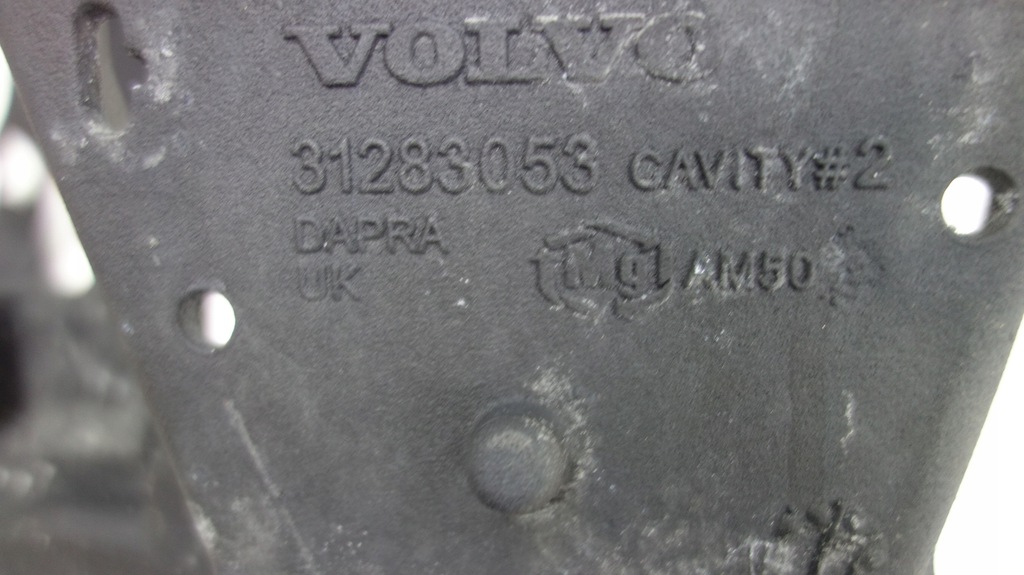 VOLVO
31283053 CAVITY#2
DAPRA
UK
Mg AM50